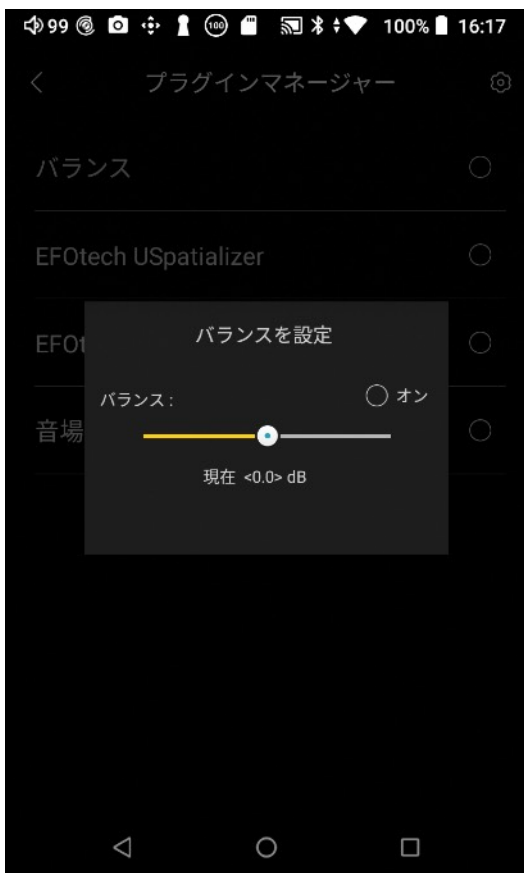 99 100 100% 16:17
プラグインマネージャー
バランス
EFOtech USpatializer
EFOt
音場
バランスを設定
バランス :
オン
現在 <0.0> dB